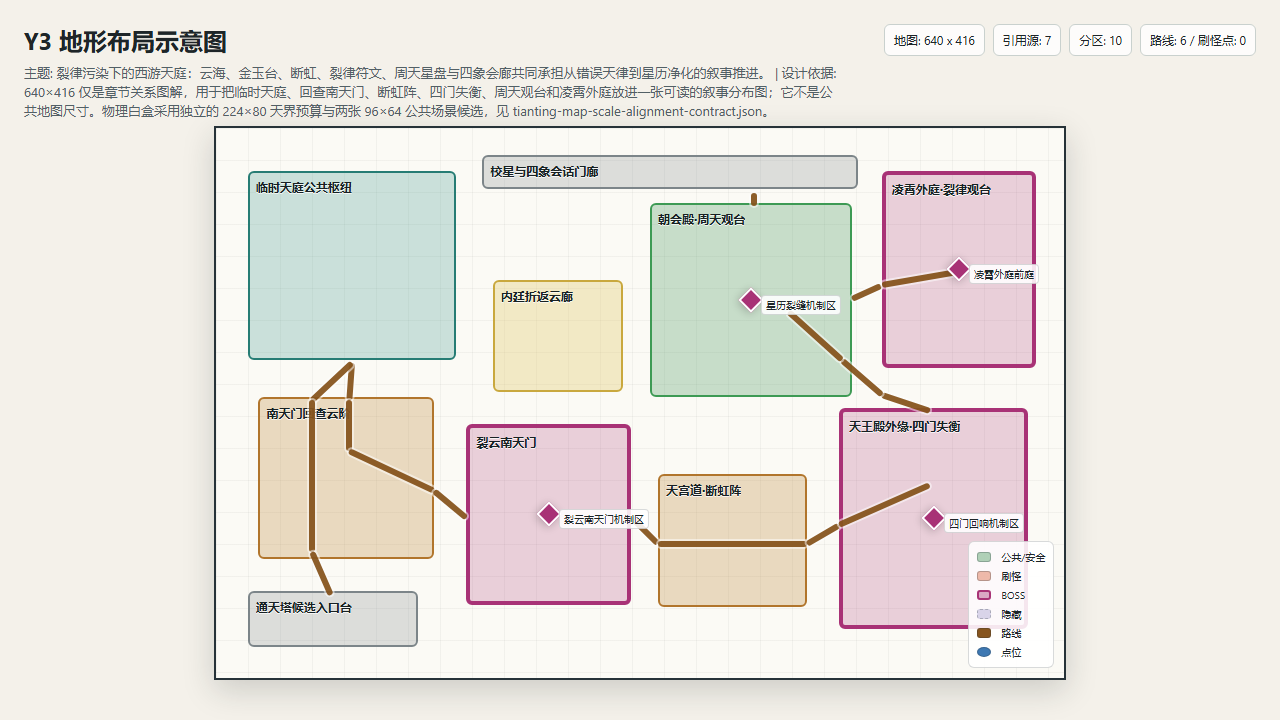 Y3 地形布局示意图
地图: 640 x 416
引用源: 7
分区: 10
路线: 6 / 刷怪点: 0
主题: 裂律污染下的西游天庭：云海、金玉台、断虹、裂律符文、周天星盘与四象会廊共同承担从错误天律到星历净化的叙事推进。 | 设计依据:
640×416 仅是章节关系图解，用于把临时天庭、回查南天门、断虹阵、四门失衡、周天观台和凌霄外庭放进一张可读的叙事分布图；它不是公
共地图尺寸。物理白盒采用独立的 224×80 天界预算与两张 96×64 公共场景候选，见 tianting-map-scale-alignment-contract.json。
校星与四象会话门廊
临时天庭公共枢纽
凌霄外庭·裂律观台
朝会殿·周天观台
凌霄外庭前庭
内廷折返云廊
星历裂缝机制区
南天门回查云阶
天王殿外缘·四门失衡
裂云南天门
天宫道·断虹阵
裂云南天门机制区
四门回响机制区
通天塔候选入口台
公共/安全
刷怪
BOSS
隐藏
路线
点位